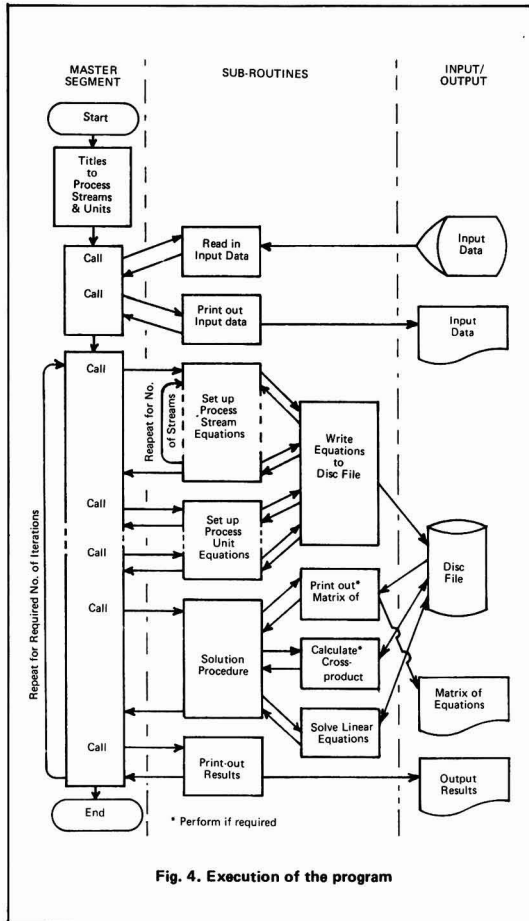 MASTER
SEGMENT
SUB-ROUTINES
INPUT/
OUTPUT
Start
Titles
to
Process
Streams
& Units
Call
Read in
Input Data
Input
Data
Call
Print out
Input data
Input
Data
Call
Repeat for Required No. of Iterations
Reapeat for No.
of Streams
Set up
Process
Stream
Equations
Write
Equations
to
Disc File
Call
Set up
Process
Unit
Equations
Call
Disc
File
Call
Print out*
Matrix of
Solution
Procedure
Calculate*
Cross-
product
Matrix of
Equations
Solve Linear
Equations
Call
Print-out
Results
Output
Results
End
* Perform if required
Fig. 4. Execution of the program